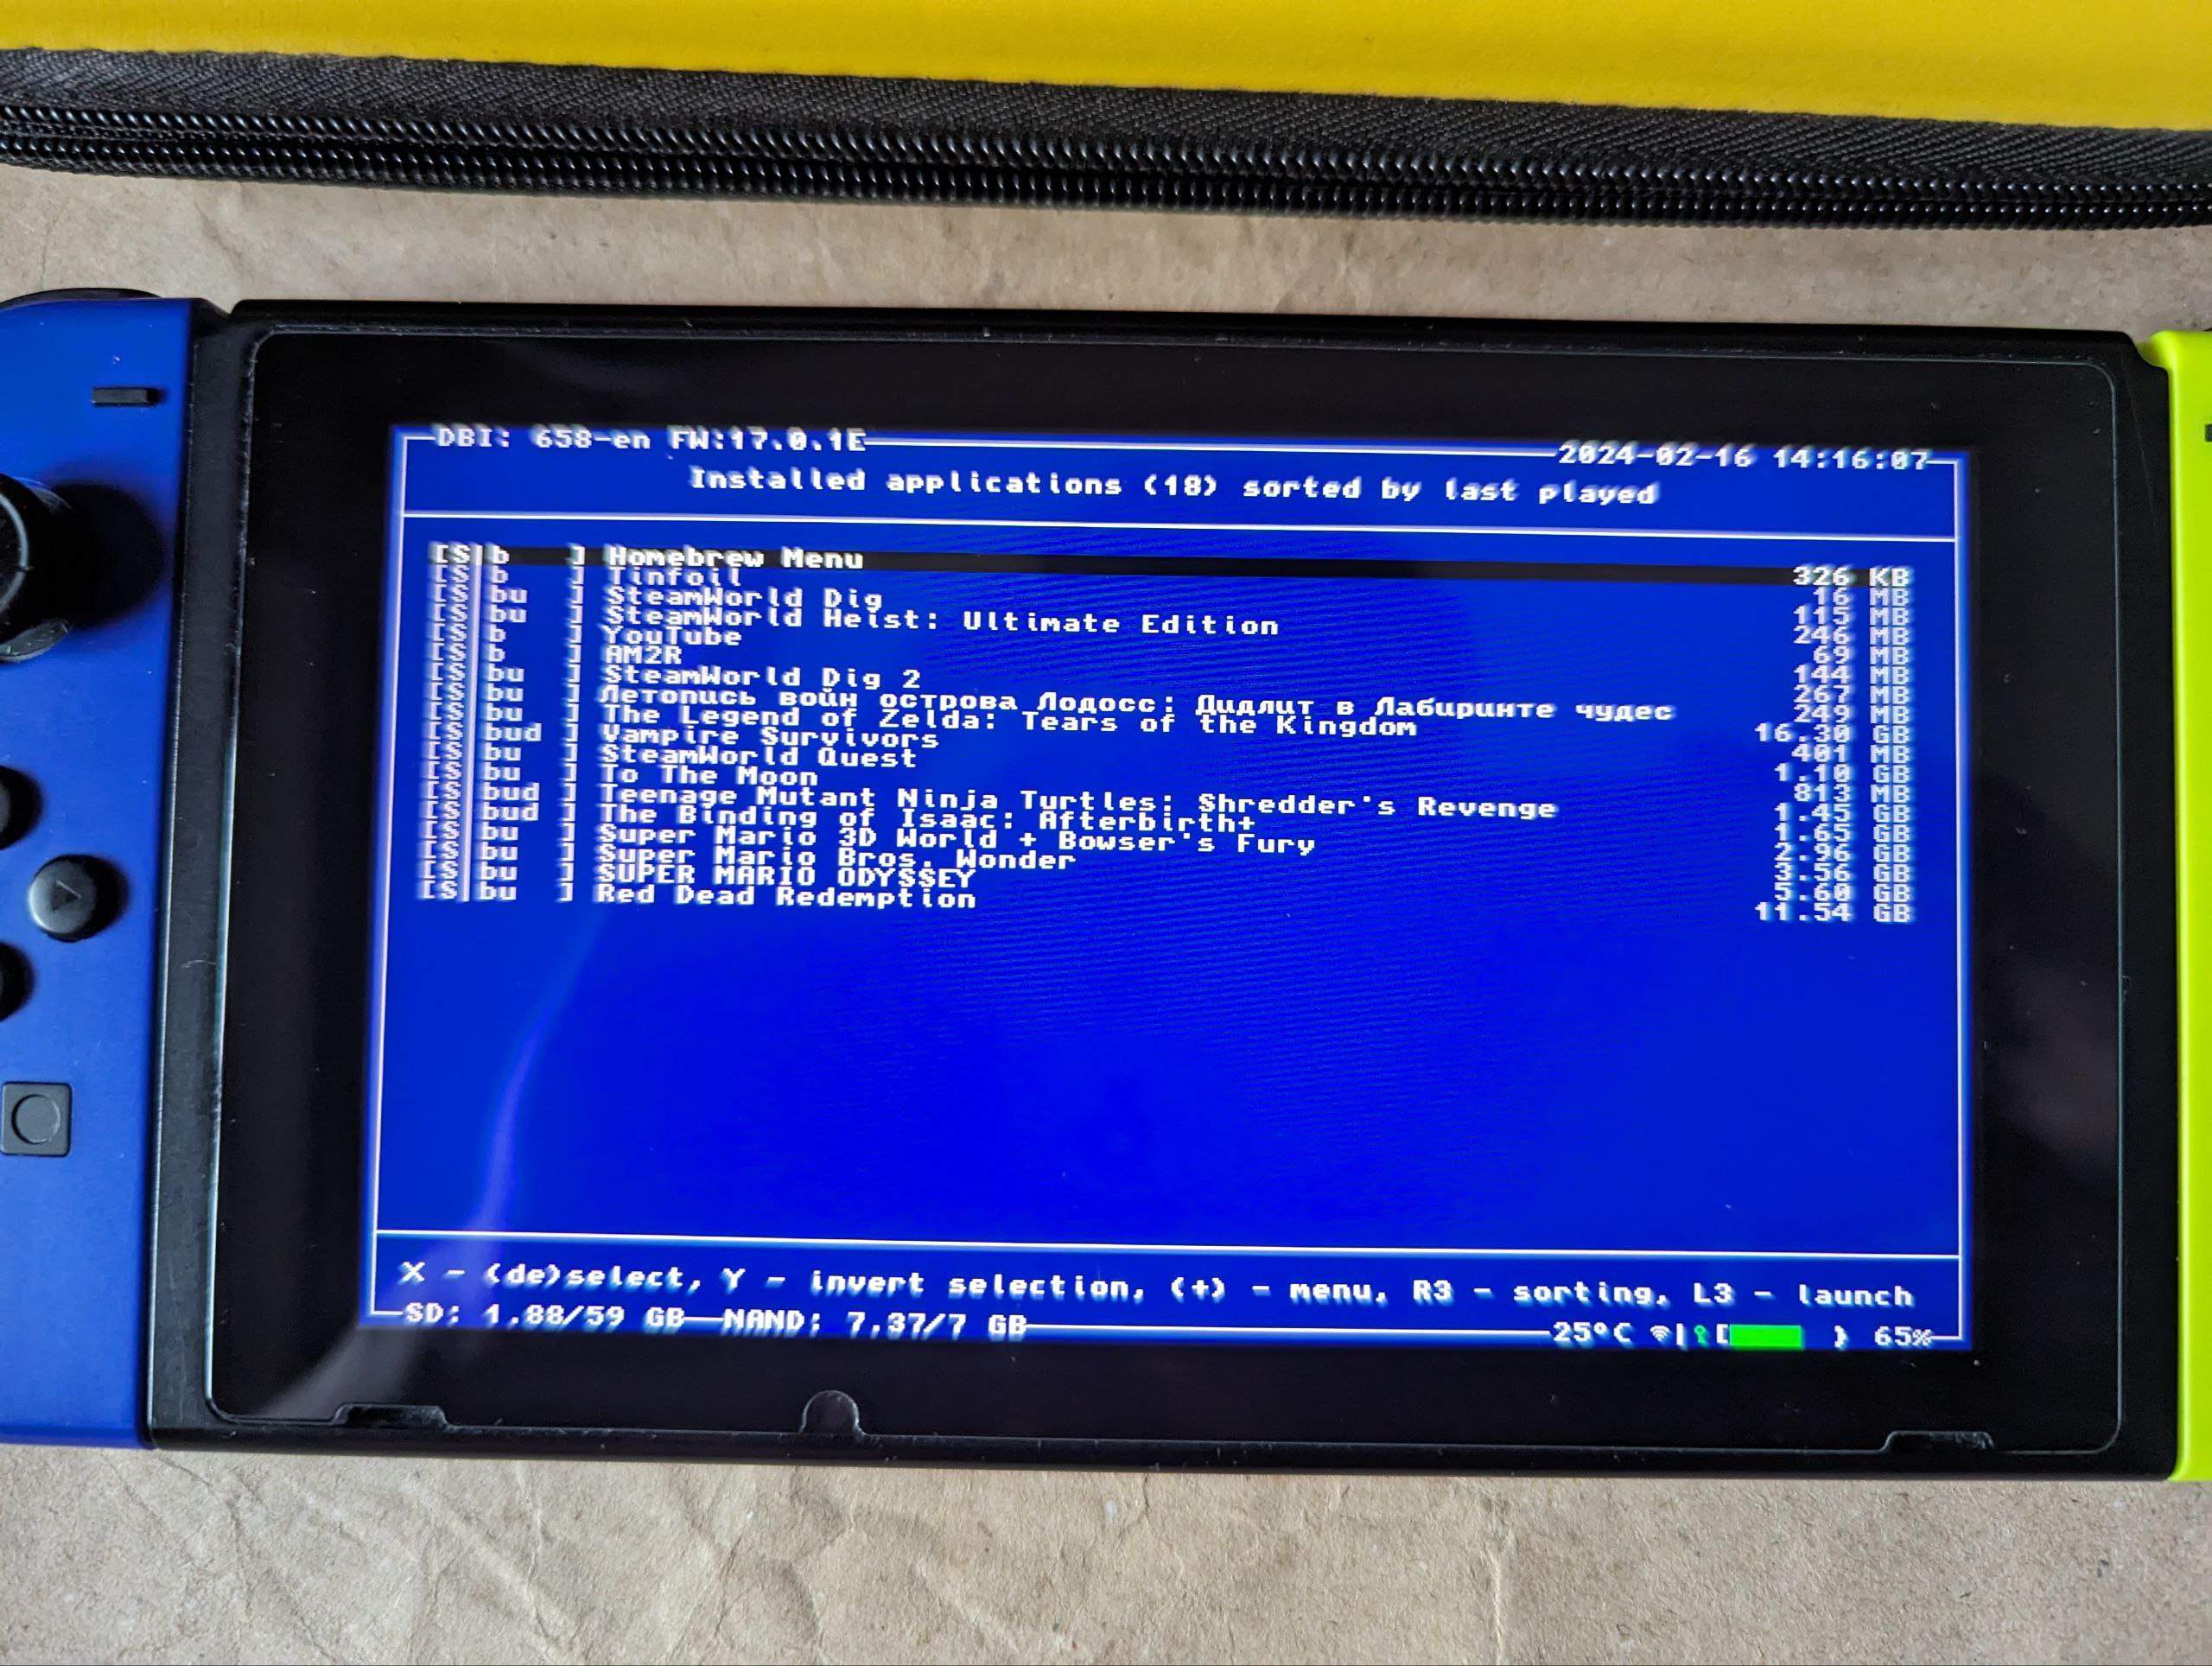 DBI: 658-en FW:17.0.1E 2024-02-16 14:16:07
Installed applications (18) sorted by last played
[S|b ] Homebrew Menu 326 KB
[S|b ] Tinfoil 16 MB
[S|bu ] SteamWorld Dig 115 MB
[S|bu ] SteamWorld Heist: Ultimate Edition 246 MB
[S|b ] YouTube 69 MB
[S|b ] AM2R 144 MB
[S|bu ] SteamWorld Dig 2 267 MB
[S|bu ] Летопись войн острова Лодосс: Дидлит в Лабиринте чудес 249 MB
[S|bu ] The Legend of Zelda: Tears of the Kingdom 16.30 GB
[S|bud ] Vampire Survivors 401 MB
[S|bu ] SteamWorld Quest 1.10 GB
[S|bu ] To The Moon 813 MB
[S|bud ] Teenage Mutant Ninja Turtles: Shredder's Revenge 1.45 GB
[S|bud ] The Binding of Isaac: Afterbirth+ 1.65 GB
[S|bu ] Super Mario 3D World + Bowser's Fury 2.96 GB
[S|bu ] Super Mario Bros. Wonder 3.56 GB
[S|bu ] SUPER MARIO ODYSSEY 5.60 GB
[S|bu ] Red Dead Redemption 11.54 GB
X - (de)select, Y - invert selection, (+) - menu, R3 - sorting, L3 - launch
SD: 1.88/59 GB NAND: 7.37/7 GB 25°C 65%